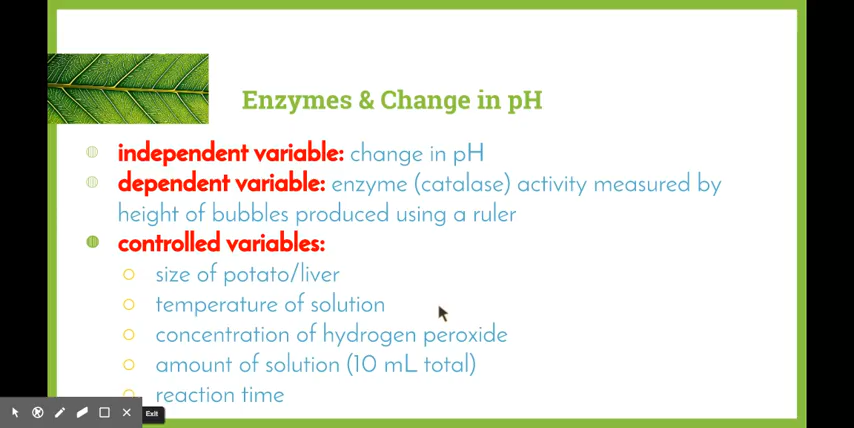 Enzymes & Change in pH
independent variable: change in pH
dependent variable: enzyme (catalase) activity measured by
height of bubbles produced using a ruler
controlled variables:
size of potato/liver
temperature of solution
concentration of hydrogen peroxide
amount of solution (10 mL total)
reaction time
Exit